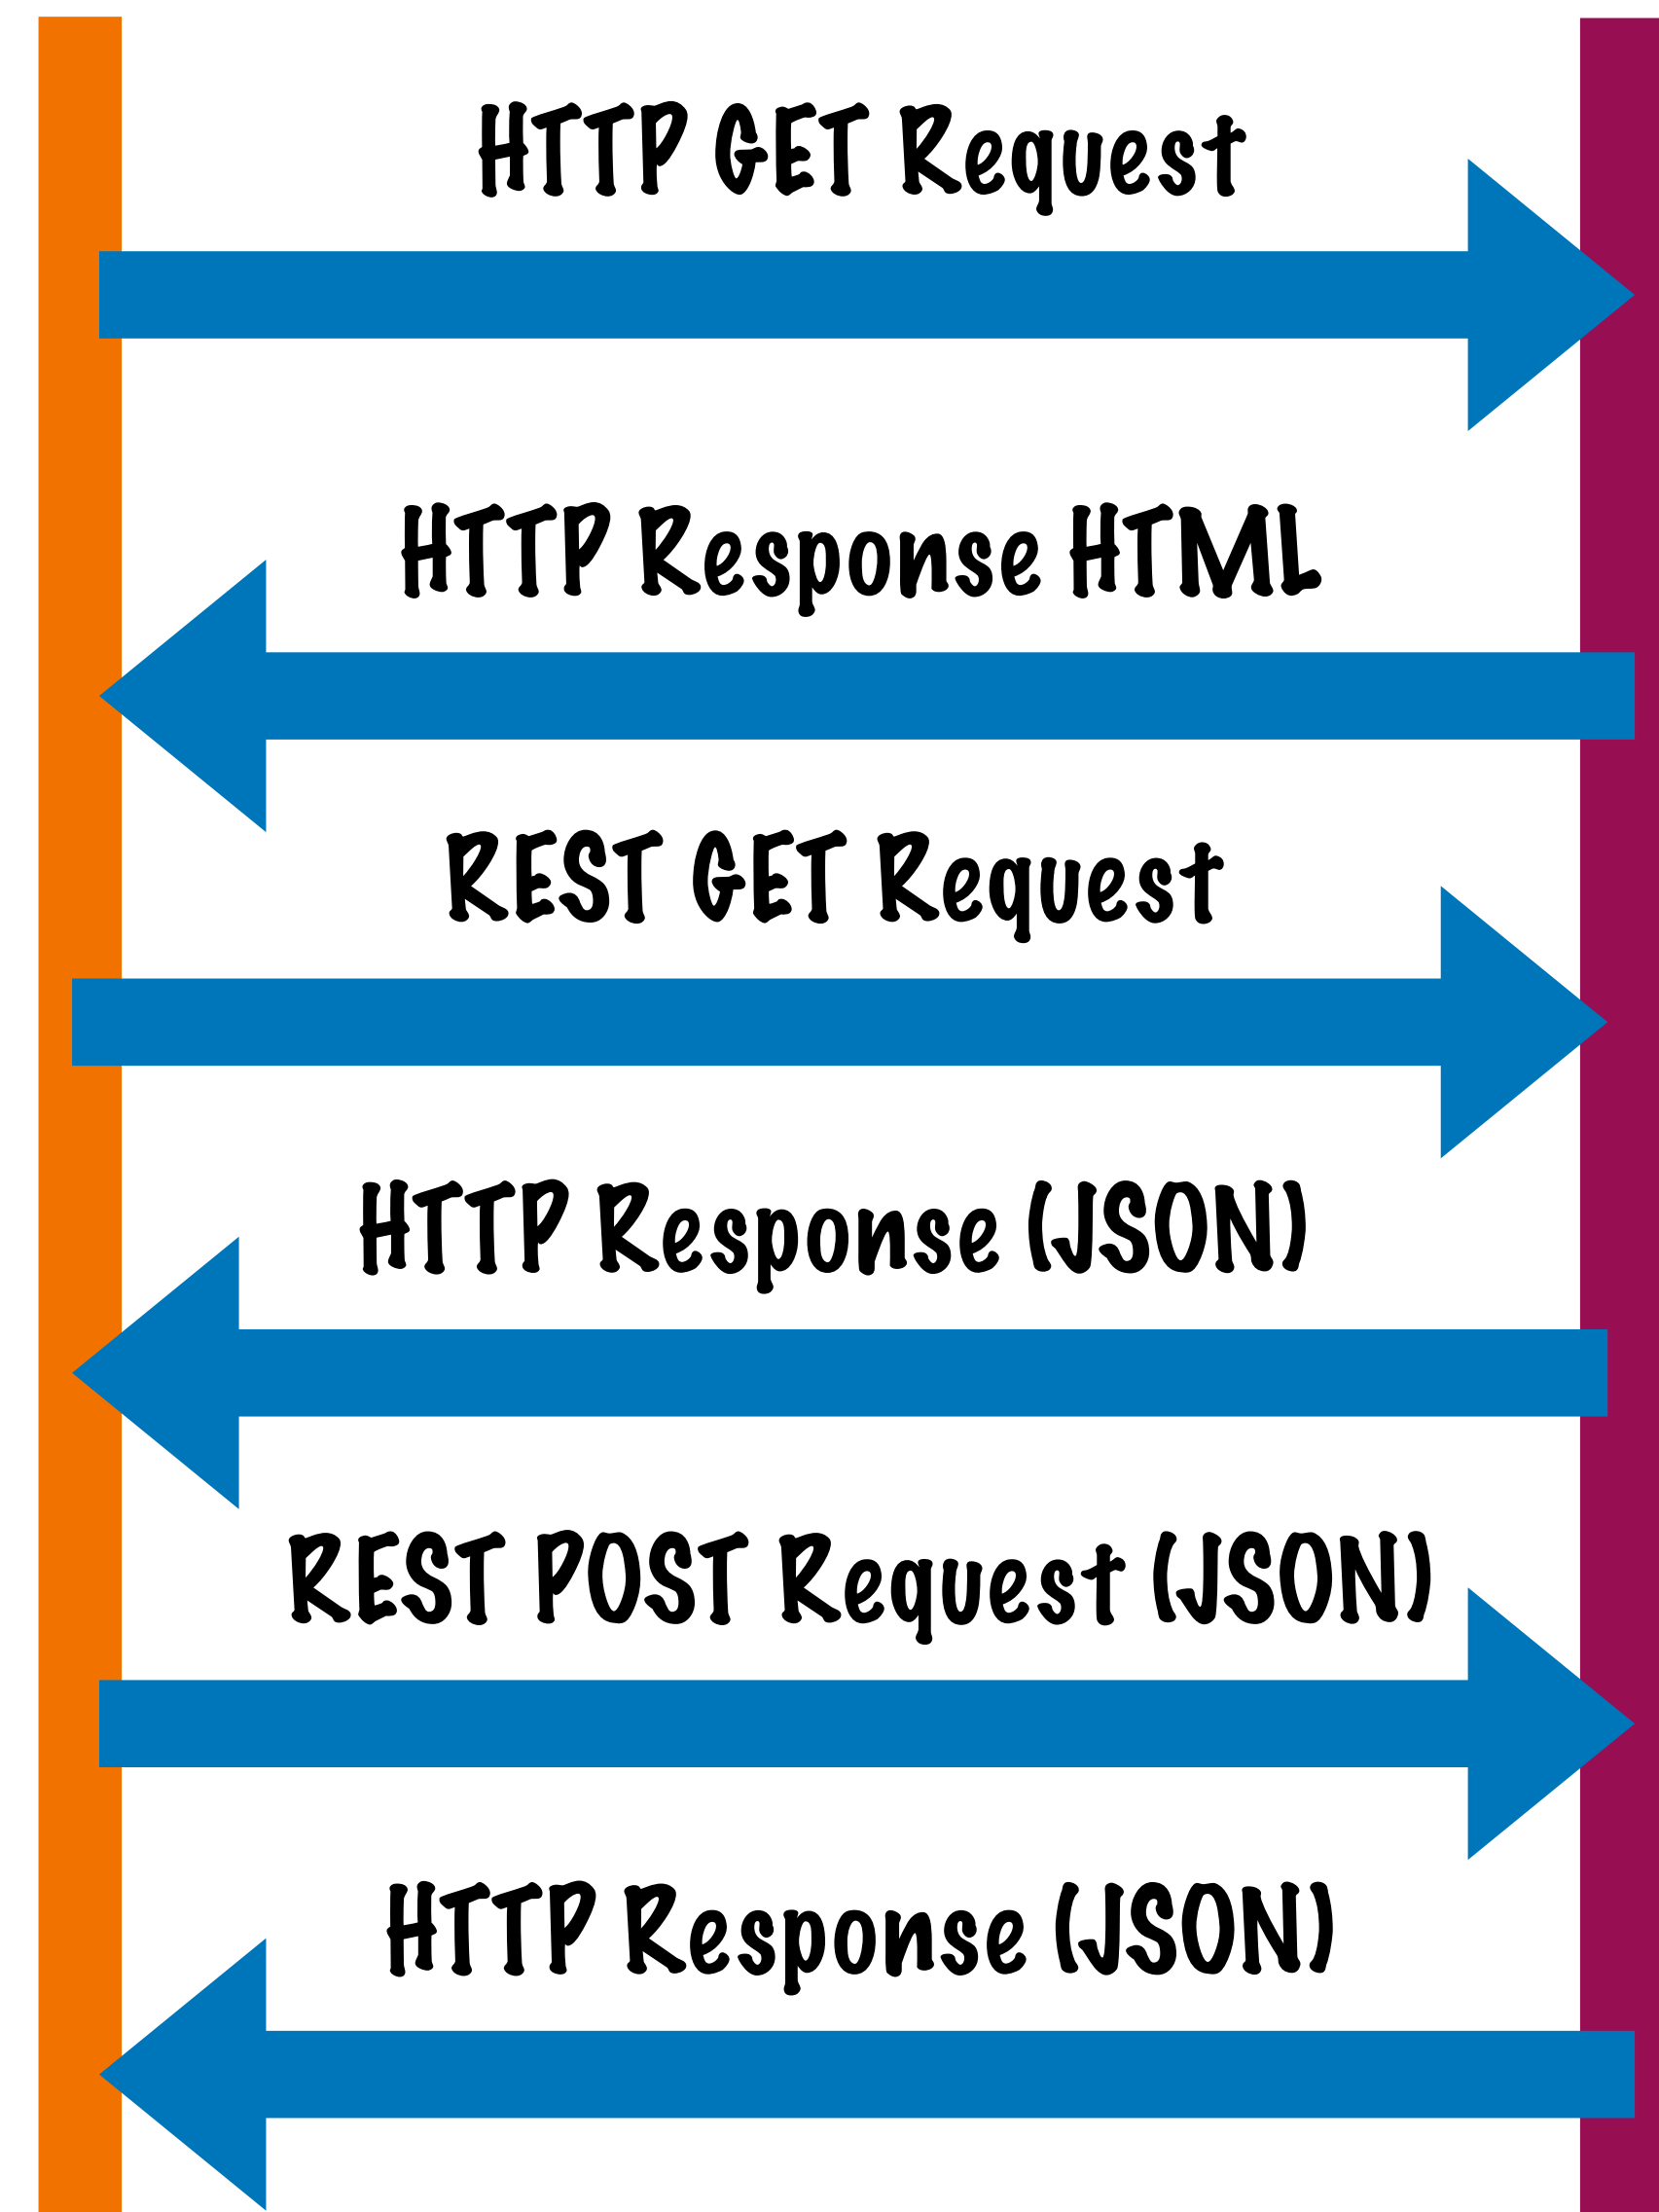 HTTP GET Request
HTTP Response HTML
REST GET Request
HTTP Response (JSON)
REST POST Request (JSON)
HTTP Response (JSON)